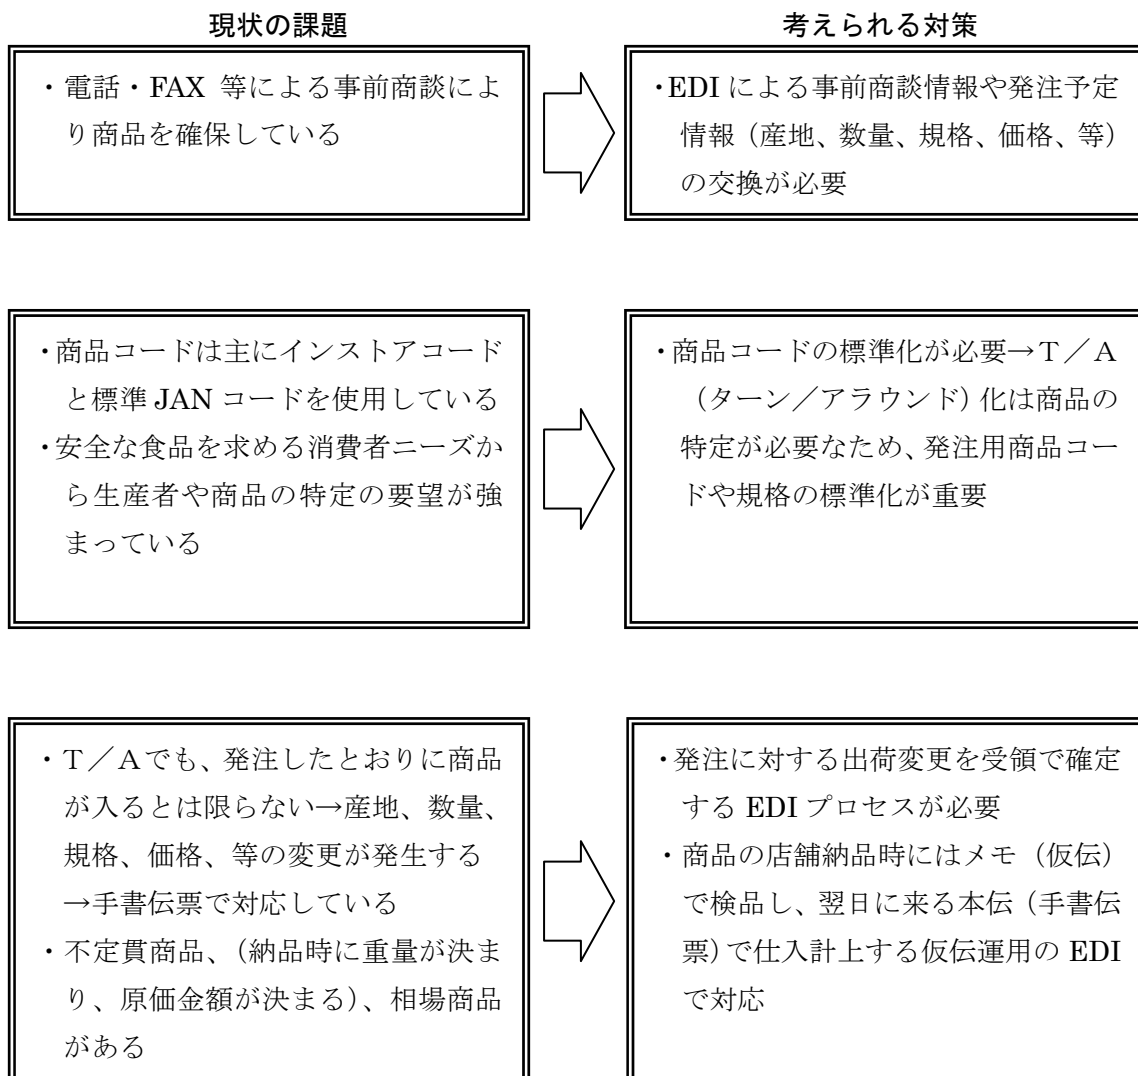 現状の課題
考えられる対策
・電話・FAX 等による事前商談によ
り商品を確保している
・EDI による事前商談情報や発注予定
情報（産地、数量、規格、価格、等）
の交換が必要
・商品コードは主にインストアコード
と標準 JAN コードを使用している
・安全な食品を求める消費者ニーズか
ら生産者や商品の特定の要望が強
まっている
・商品コードの標準化が必要→Ｔ／Ａ
（ターン／アラウンド）化は商品の
特定が必要なため、発注用商品コー
ドや規格の標準化が重要
・Ｔ／Ａでも、発注したとおりに商品
が入るとは限らない→産地、数量、
規格、価格、等の変更が発生する
→手書伝票で対応している
・不定貫商品、（納品時に重量が決ま
り、原価金額が決まる）、相場商品
がある
・発注に対する出荷変更を受領で確定
する EDI プロセスが必要
・商品の店舗納品時にはメモ（仮伝）
で検品し、翌日に来る本伝（手書伝
票）で仕入計上する仮伝運用の EDI
で対応